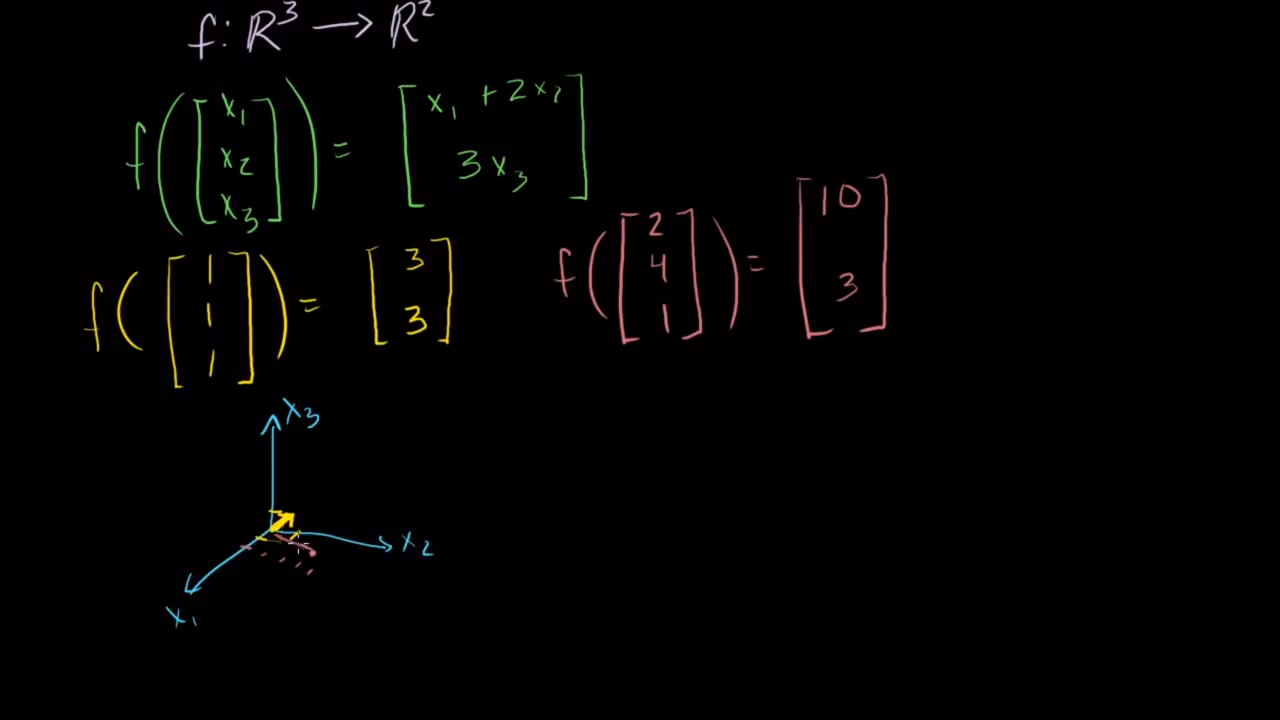 f: ℝ³ → ℝ²
f([x₁ x₂ x₃]) = [x₁ + 2x₂ 3x₃]
f([1 1 1]) = [3 3]
f([2 4 1]) = [10 3]
x₃
x₂
x₁